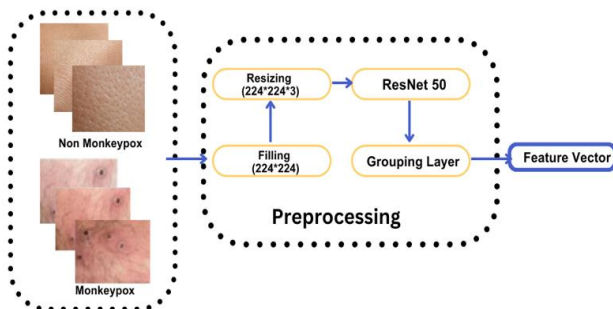 Non Monkeypox
Monkeypox
Resizing
(224*224*3)
ResNet 50
Filling
(224*224)
Grouping Layer
Feature Vector
Preprocessing